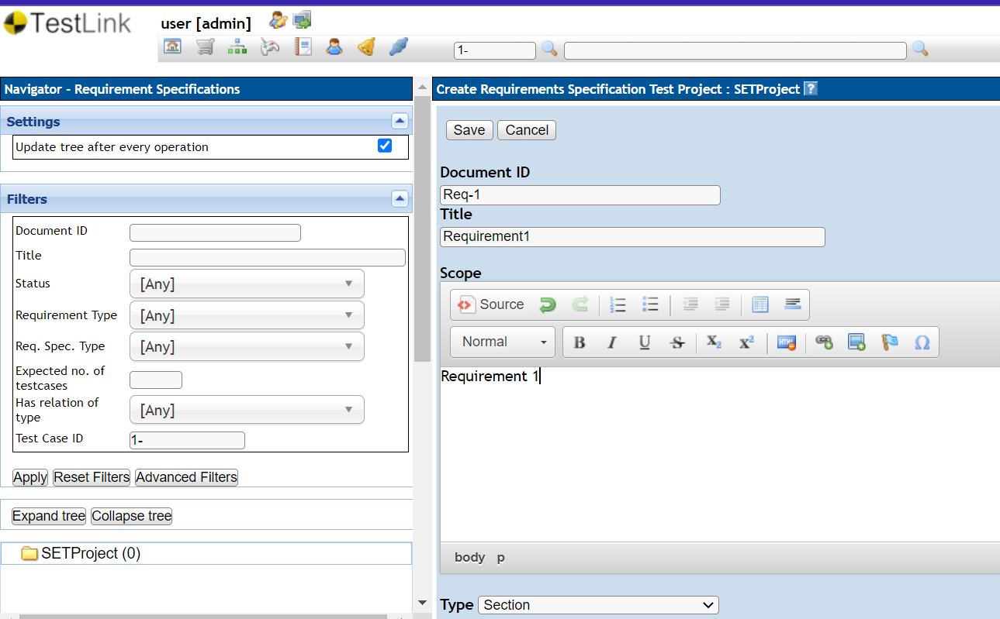 TestLink
user [admin]
1-
Navigator - Requirement Specifications
Settings
Update tree after every operation
Filters
Document ID
Title
Status [Any]
Requirement Type [Any]
Req. Spec. Type [Any]
Expected no. of
testcases
Has relation of
type [Any]
Test Case ID 1-
Apply Reset Filters Advanced Filters
Expand tree Collapse tree
SETProject (0)
Create Requirements Specification Test Project : SETProject ?
Save Cancel
Document ID
Req-1
Title
Requirement1
Scope
Source
Normal B I U S X2 X2 HTML Ω
Requirement 1
body p
Type Section